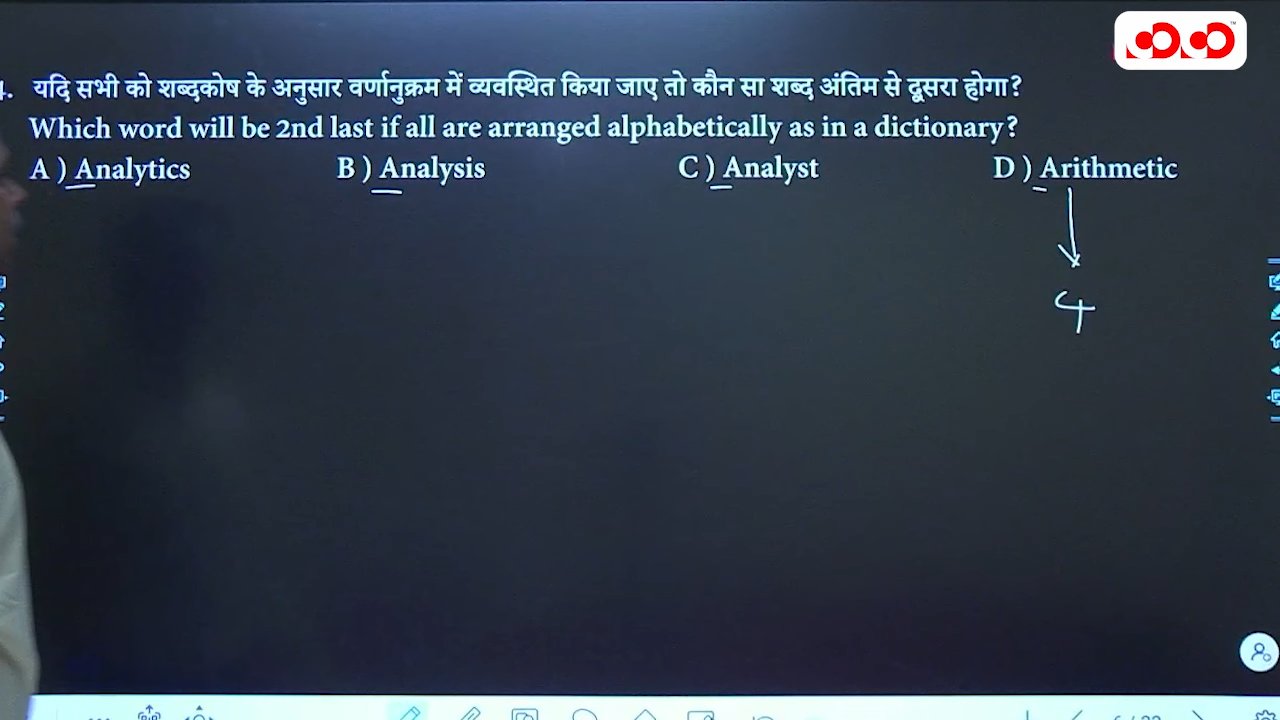 4. यदि सभी को शब्दकोष के अनुसार वर्णानुक्रम में व्यवस्थित किया जाए तो कौन सा शब्द अंतिम से दूसरा होगा?
Which word will be 2nd last if all are arranged alphabetically as in a dictionary?
A ) Analytics B ) Analysis C ) Analyst D ) Arithmetic
4